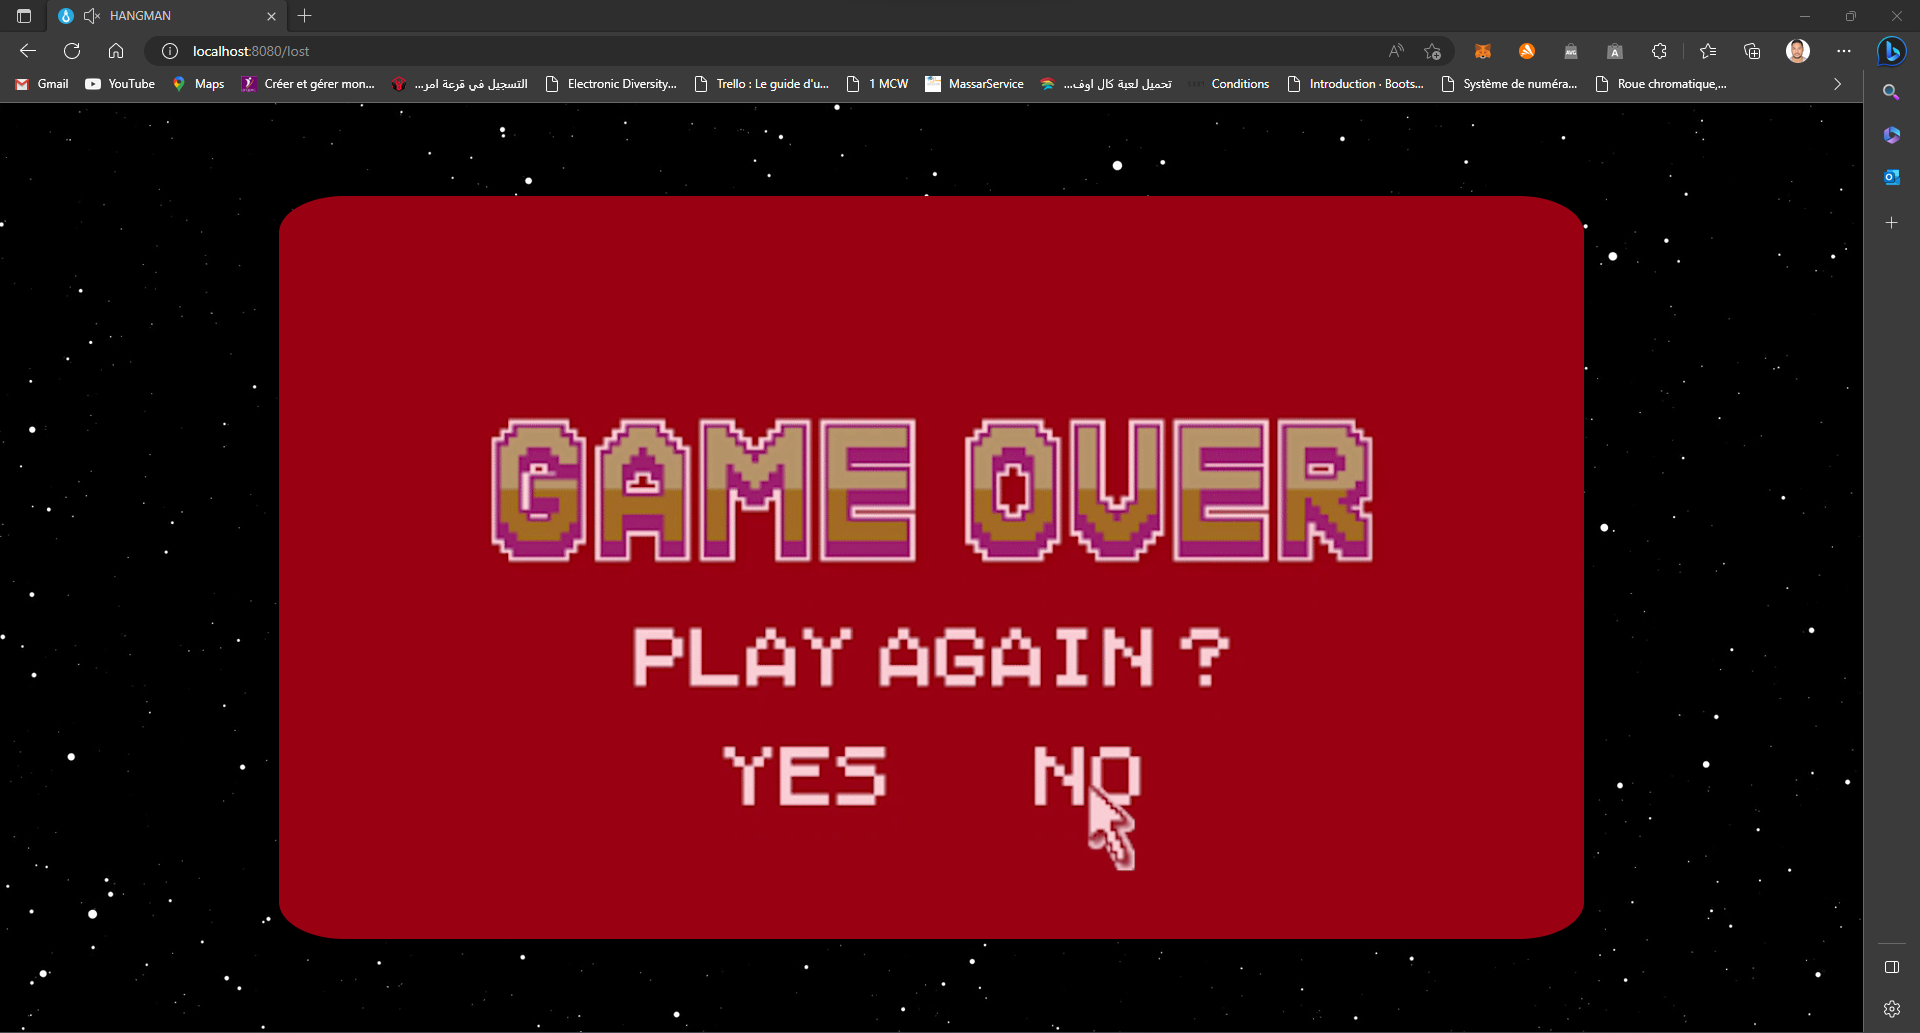 HANGMAN
localhost:8080/lost
Gmail
YouTube
Maps
Créer et gérer mon...
التسجيل في قرعة امر...
Electronic Diversity...
Trello : Le guide d'u...
1 MCW
MassarService
تحميل لعبة كال اوف...
Conditions
Introduction · Boots...
Système de numéra...
Roue chromatique,...
GAME OVER
PLAY AGAIN ?
YES NO